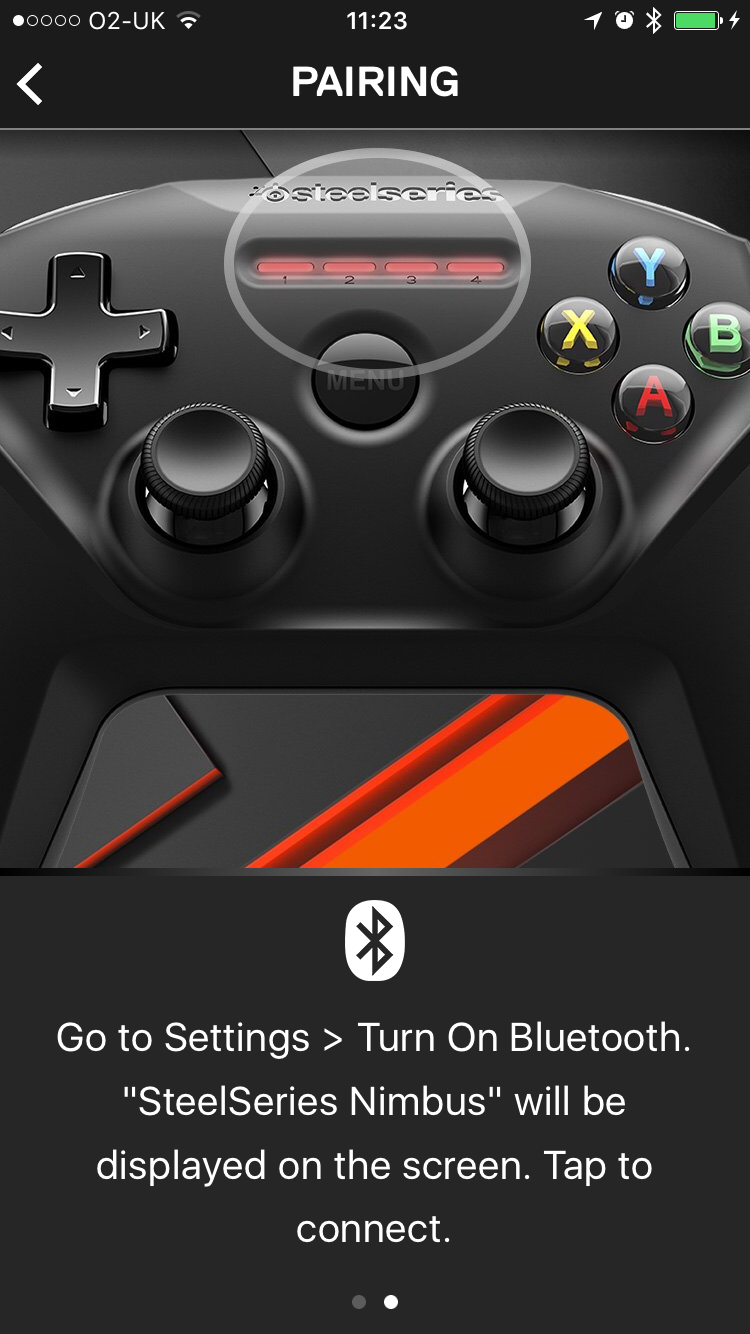 O2-UK 11:23
PAIRING
steelseries
1 2 3 4
MENU
Y
X B
A
Go to Settings > Turn On Bluetooth.
"SteelSeries Nimbus" will be
displayed on the screen. Tap to
connect.